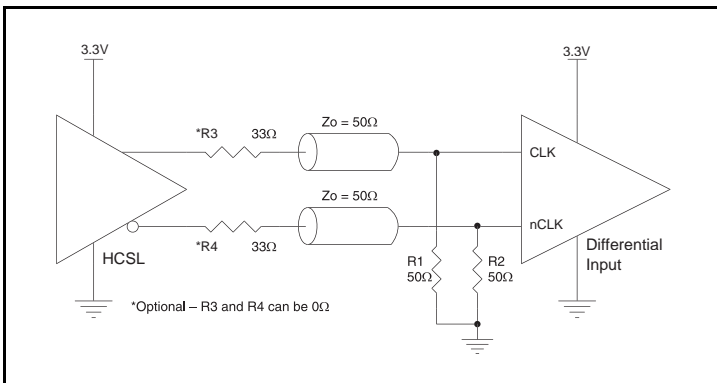 3.3V
3.3V
Zo = 50Ω
*R3 33Ω
CLK
Zo = 50Ω
nCLK
*R4 33Ω
HCSL
R1
50Ω
R2
50Ω
Differential
Input
*Optional – R3 and R4 can be 0Ω